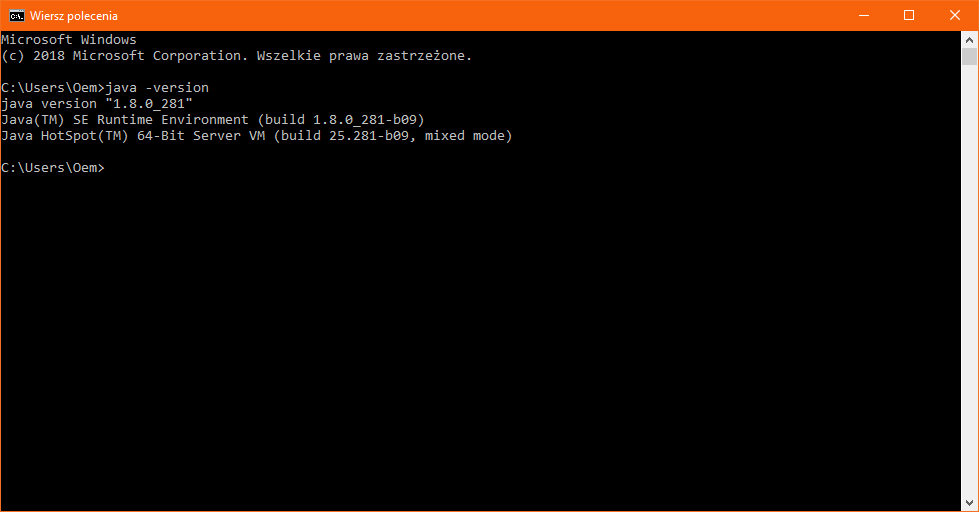 Wiersz polecenia
Microsoft Windows
(c) 2018 Microsoft Corporation. Wszelkie prawa zastrzeżone.
C:\Users\Oem>java -version
java version "1.8.0_281"
Java(TM) SE Runtime Environment (build 1.8.0_281-b09)
Java HotSpot(TM) 64-Bit Server VM (build 25.281-b09, mixed mode)
C:\Users\Oem>